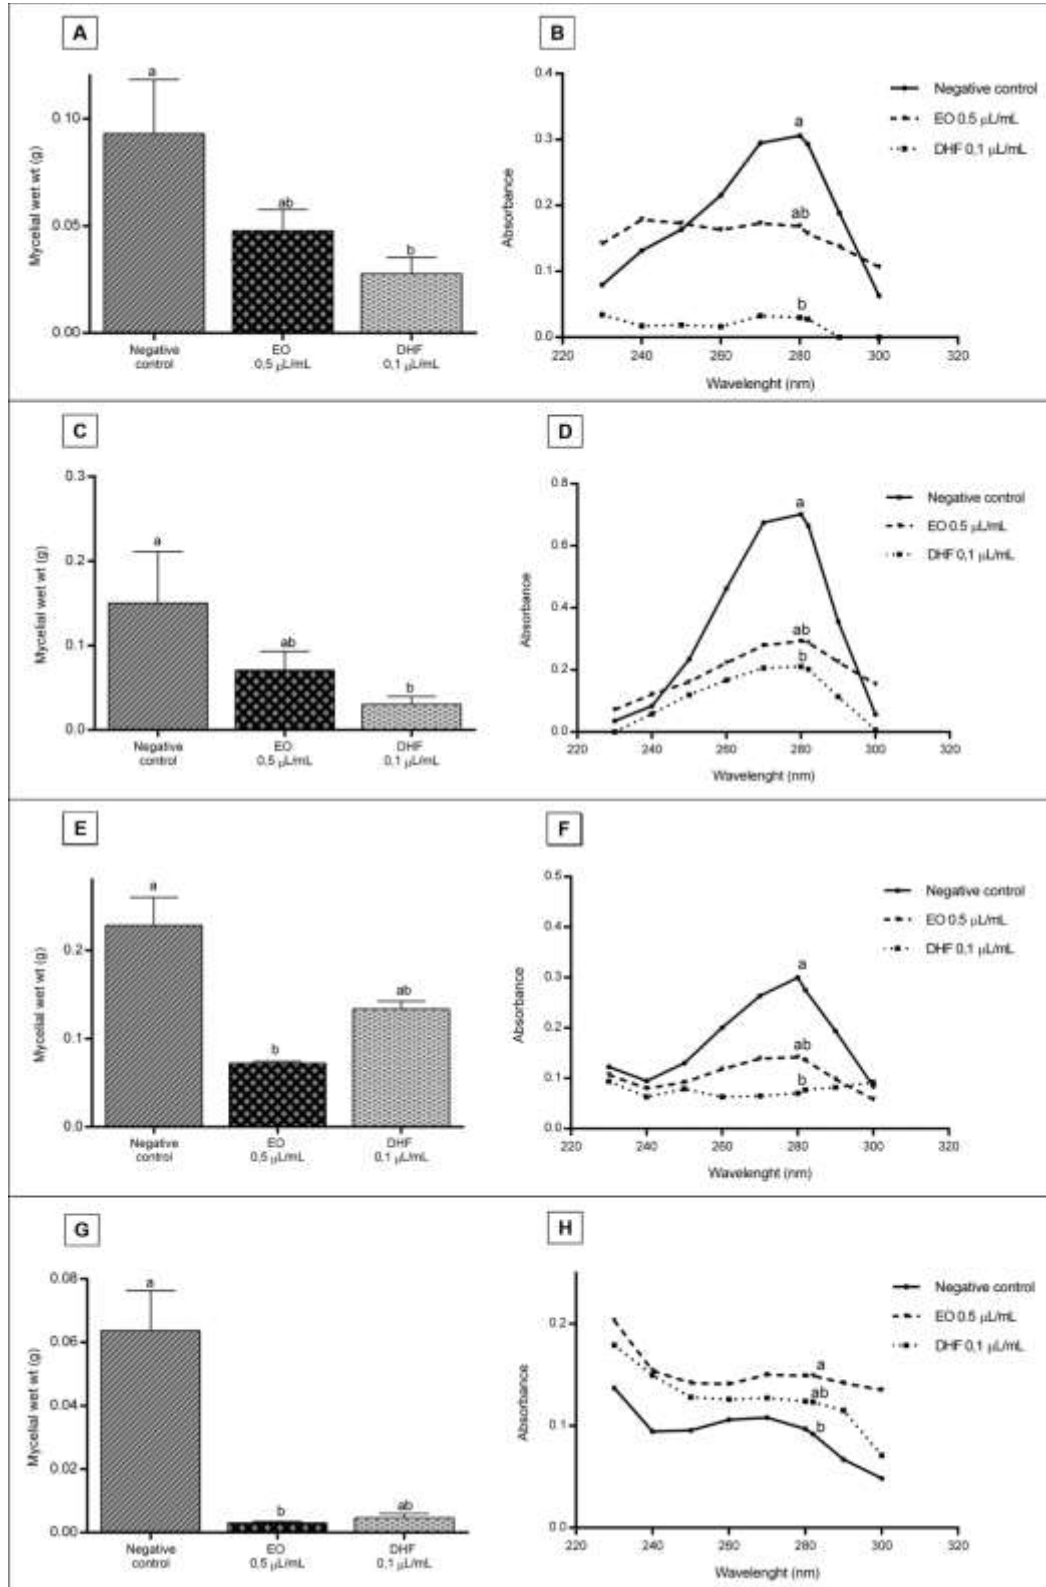 A
Mycelial wet wt (g)
0.10
0.05
0.00
a
ab
b
Negative
control
EO
0,5 µL/mL
DHF
0,1 µL/mL
B
Absorbance
0.4
0.3
0.2
0.1
0.0
a
ab
b
Negative control
EO 0.5 µL/mL
DHF 0,1 µL/mL
220
240
260
280
300
320
Wavelenght (nm)
C
Mycelial wet wt (g)
0.3
0.2
0.1
0.0
a
ab
b
Negative
control
EO
0,5 µL/mL
DHF
0,1 µL/mL
D
Absorbance
0.8
0.6
0.4
0.2
0.0
a
ab
b
Negative control
EO 0.5 µL/mL
DHF 0,1 µL/mL
220
240
260
280
300
320
Wavelenght (nm)
E
Mycelial wet wt (g)
0.2
0.1
0.0
a
b
ab
Negative
control
EO
0,5 µL/mL
DHF
0,1 µL/mL
F
Absorbance
0.5
0.4
0.3
0.2
0.1
0.0
a
ab
b
Negative control
EO 0.5 µL/mL
DHF 0,1 µL/mL
220
240
260
280
300
320
Wavelenght (nm)
G
Mycelial wet wt (g)
0.08
0.06
0.04
0.02
0.00
a
b
ab
Negative
control
EO
0,5 µL/mL
DHF
0,1 µL/mL
H
Absorbance
0.2
0.1
0.0
a
ab
b
Negative control
EO 0.5 µL/mL
DHF 0,1 µL/mL
220
240
260
280
300
320
Wavelenght (nm)